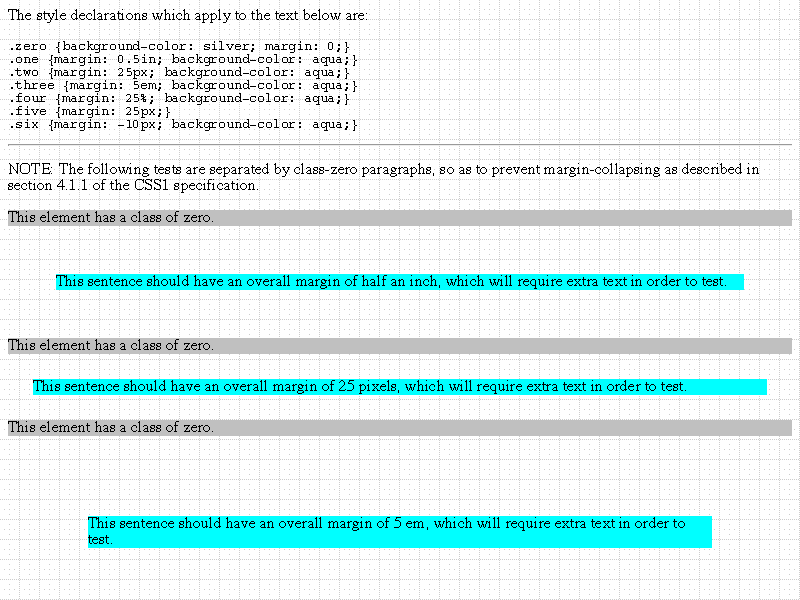 The style declarations which apply to the text below are:
.zero {background-color: silver; margin: 0;}
.one {margin: 0.5in; background-color: aqua;}
.two {margin: 25px; background-color: aqua;}
.three {margin: 5em; background-color: aqua;}
.four {margin: 25%; background-color: aqua;}
.five {margin: 25px;}
.six {margin: -10px; background-color: aqua;}
NOTE: The following tests are separated by class-zero paragraphs, so as to prevent margin-collapsing as described in
section 4.1.1 of the CSS1 specification.
This element has a class of zero.
This sentence should have an overall margin of half an inch, which will require extra text in order to test.
This element has a class of zero.
This sentence should have an overall margin of 25 pixels, which will require extra text in order to test.
This element has a class of zero.
This sentence should have an overall margin of 5 em, which will require extra text in order to
test.